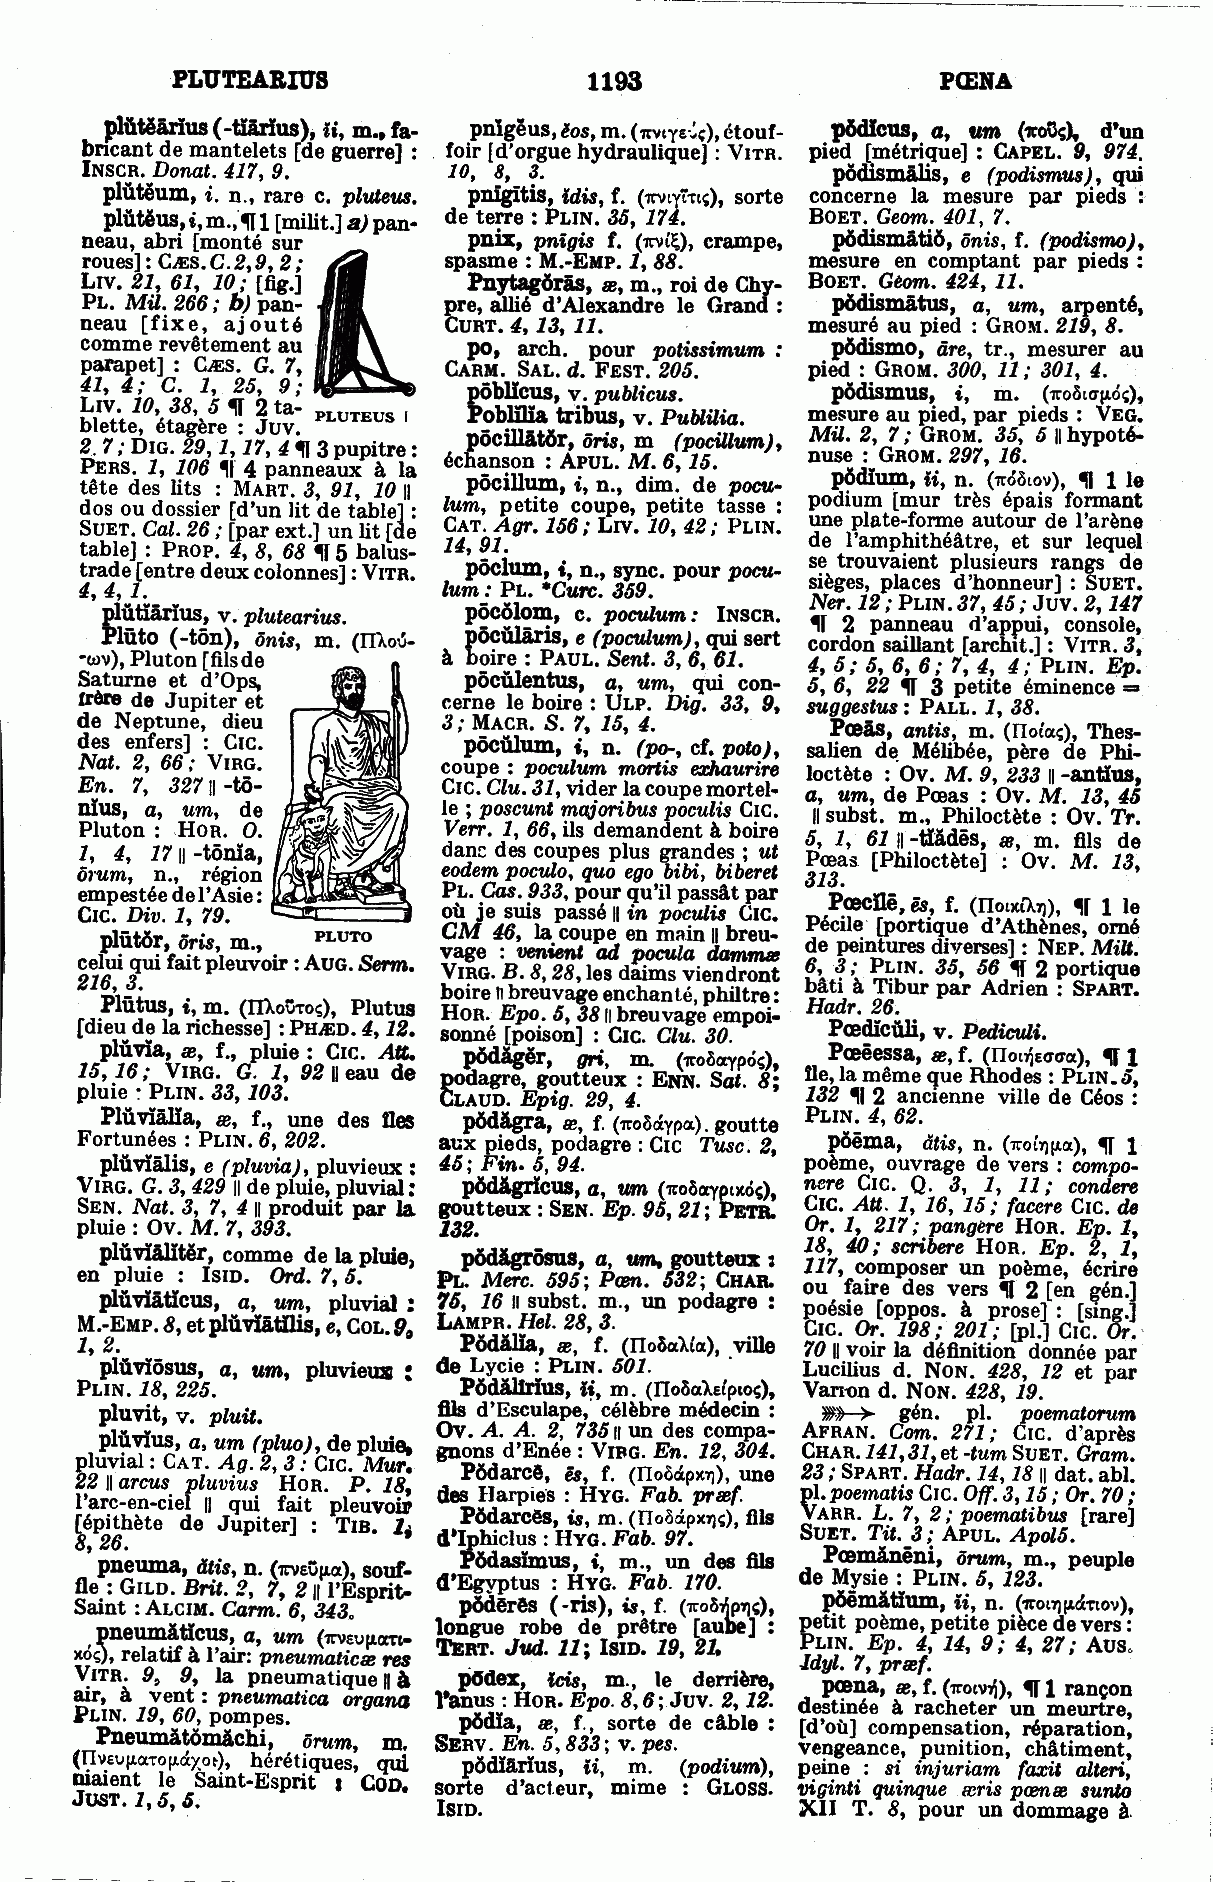 PLUTEARIUS 1193 PŒNA
plŭtĕārĭus (-tĭārĭus), ĭi, m., fa-
bricant de mantelets [de guerre] :
INSCR. Donat. 417, 9.
plŭtĕum, i. n., rare c. pluteus.
plŭtĕus, i, m., ¶ 1 [milit.] a) pan-
neau, abri [monté sur
roues] : CÆS. C. 2, 9, 2 ;
LIV. 21, 61, 10 ; [fig.]
PL. Mil. 266 ; b) pan-
neau [fixe, ajouté
comme revêtement au
parapet] : CÆS. G. 7,
41, 4 ; C. 1, 25, 9 ;
LIV. 10, 38, 5 ¶ 2 ta-
blette, étagère : JUV.
PLUTEUS I
2, 7 ; DIG. 29, 1, 17, 4 ¶ 3 pupitre :
PERS. 1, 106 ¶ 4 panneaux à la
tête des lits : MART. 3, 91, 10 ||
dos ou dossier [d'un lit de table] :
SUET. Cal. 26 ; [par ext.] un lit [de
table] : PROP. 4, 8, 68 ¶ 5 balus-
trade [entre deux colonnes] : VITR.
4, 4, 1.
plŭtĭārĭus, v. plutearius.
Plūto (-tōn), ōnis, m. (Πλού-
-ων), Pluton [fils de
Saturne et d'Ops,
frère de Jupiter et
de Neptune, dieu
des enfers] : CIC.
Nat. 2, 66 ; VIRG.
En. 7, 327 || -tō-
nĭus, a, um, de
Pluton : HOR. O.
1, 4, 17 || -tōnĭa,
ōrum, n., région
empestée de l'Asie :
CIC. Div. 1, 79.
PLUTO
plūtŏr, ōris, m.,
celui qui fait pleuvoir : AUG. Serm.
216, 3.
Plūtus, i, m. (Πλοῦτος), Plutus
[dieu de la richesse] : PHÆD. 4, 12.
plŭvĭa, æ, f., pluie : CIC. Att.
15, 16 ; VIRG. G. 1, 92 || eau de
pluie : PLIN. 33, 103.
Plŭvĭālĭa, æ, f., une des îles
Fortunées : PLIN. 6, 202.
plŭvĭālis, e (pluvia), pluvieux :
VIRG. G. 3, 429 || de pluie, pluvial :
SEN. Nat. 3, 7, 4 || produit par la
pluie : OV. M. 7, 393.
plŭvĭālĭtĕr, comme de la pluie,
en pluie : ISID. Ord. 7, 5.
plŭvĭātĭcus, a, um, pluvial :
M.-EMP. 8, et plŭvĭātĭlis, e, COL. 9,
1, 2.
plŭvĭōsus, a, um, pluvieux :
PLIN. 18, 225.
pluvit, v. pluit.
plŭvĭus, a, um (pluo), de pluie,
pluvial : CAT. Ag. 2, 3 : CIC. Mur.
22 || arcus pluvius HOR. P. 18,
l'arc-en-ciel || qui fait pleuvoir
[épithète de Jupiter] : TIB. 1,
8, 26.
pneuma, ătis, n. (πνεῦμα), souf-
fle : GILD. Brit. 2, 7, 2 || l'Esprit-
Saint : ALCIM. Carm. 6, 343.
pneumătĭcus, a, um (πνευματι-
κός), relatif à l'air: pneumaticæ res
VITR. 9, 9, la pneumatique || à
air, à vent : pneumatica organa
PLIN. 19, 60, pompes.
Pneumătŏmăchi, ōrum, m.
(Πνευματομάχοι), hérétiques, qui
niaient le Saint-Esprit : COD.
JUST. 1, 5, 5.
pnīgĕus, ĕos, m. (πνιγεύς), étouf-
foir [d'orgue hydraulique] : VITR.
10, 8, 3.
pnīgītis, ĭdis, f. (πνιγῖτις), sorte
de terre : PLIN. 35, 174.
pnix, pnīgis f. (πνίξ), crampe,
spasme : M.-EMP. 1, 88.
Pnytagŏrās, æ, m., roi de Chy-
pre, allié d'Alexandre le Grand :
CURT. 4, 13, 11.
po, arch. pour potissimum :
CARM. SAL. d. FEST. 205.
pōblĭcus, v. publicus.
Poblĭlĭa tribus, v. Publilia.
pōcillātŏr, ōris, m (pocillum),
échanson : APUL. M. 6, 15.
pōcillum, i, n., dim. de pocu-
lum, petite coupe, petite tasse :
CAT. Agr. 156 ; LIV. 10, 42 ; PLIN.
14, 91.
pōclum, i, n., sync. pour pocu-
lum : PL. *Curc. 359.
pōcŏlom, c. poculum : INSCR.
pōcŭlāris, e (poculum), qui sert
à boire : PAUL. Sent. 3, 6, 61.
pōcŭlentus, a, um, qui con-
cerne le boire : ULP. Dig. 33, 9,
3 ; MACR. S. 7, 15, 4.
pōcŭlum, i, n. (po-, cf. poto),
coupe : poculum mortis exhaurire
CIC. Clu. 31, vider la coupe mortel-
le ; poscunt majoribus poculis CIC.
Verr. 1, 66, ils demandent à boire
dans des coupes plus grandes ; ut
eodem poculo, quo ego bibi, biberet
PL. Cas. 933, pour qu'il passât par
où je suis passé || in poculis CIC.
CM 46, la coupe en main || breu-
vage : venient ad pocula dammæ
VIRG. B. 8, 28, les daims viendront
boire || breuvage enchanté, philtre :
HOR. Epo. 5, 38 || breuvage empoi-
sonné [poison] : CIC. Clu. 30.
pŏdăgĕr, gri, m. (ποδαγρός),
podagre, goutteux : ENN. Sat. 8 ;
CLAUD. Epig. 29, 4.
pŏdăgra, æ, f. (ποδάγρα). goutte
aux pieds, podagre : CIC Tusc. 2,
45 ; Fin. 5, 94.
pŏdăgrĭcus, a, um (ποδαγρικός),
goutteux : SEN. Ep. 95, 21 ; PETR.
132.
pŏdăgrōsus, a, um, goutteux :
PL. Merc. 595 ; Pœn. 532 ; CHAR.
75, 16 || subst. m., un podagre :
LAMPR. Hel. 28, 3.
Pŏdălĭa, æ, f. (Ποδαλία), ville
de Lycie : PLIN. 501.
Pŏdălīrĭus, ĭi, m. (Ποδαλείριος),
fils d'Esculape, célèbre médecin :
OV. A. A. 2, 735 || un des compa-
gnons d'Enée : VIRG. En. 12, 304.
Pŏdarcē, ēs, f. (Ποδάρκη), une
des Harpies : HYG. Fab. præf.
Pŏdarcēs, is, m. (Ποδάρκης), fils
d'Iphiclus : HYG. Fab. 97.
Pŏdasĭmus, i, m., un des fils
d'Egyptus : HYG. Fab. 170.
pŏdērēs (-ris), is, f. (ποδήρης),
longue robe de prêtre [aube] :
TERT. Jud. 11 ; ISID. 19, 21.
pōdex, ĭcis, m., le derrière,
l'anus : HOR. Epo. 8, 6 ; JUV. 2, 12.
pŏdĭa, æ, f., sorte de câble :
SERV. En. 5, 833 ; v. pes.
pŏdĭārĭus, ĭi, m. (podium),
sorte d'acteur, mime : GLOSS.
ISID.
pŏdĭcus, a, um (ποῦς), d'un
pied [métrique] : CAPEL. 9, 974.
pŏdismālis, e (podismus), qui
concerne la mesure par pieds :
BOET. Geom. 401, 7.
pŏdismātĭō, ōnis, f. (podismo),
mesure en comptant par pieds :
BOET. Geom. 424, 11.
pŏdismātus, a, um, arpenté,
mesuré au pied : GROM. 219, 8.
pŏdismo, āre, tr., mesurer au
pied : GROM. 300, 11 ; 301, 4.
pŏdismus, i, m. (ποδισμός),
mesure au pied, par pieds : VEG.
Mil. 2, 7 ; GROM. 35, 5 || hypoté-
nuse : GROM. 297, 16.
pŏdĭum, ĭi, n. (πόδιον), ¶ 1 le
podium [mur très épais formant
une plate-forme autour de l'arène
de l'amphithéâtre, et sur lequel
se trouvaient plusieurs rangs de
sièges, places d'honneur] : SUET.
Ner. 12 ; PLIN. 37, 45 ; JUV. 2, 147
¶ 2 panneau d'appui, console,
cordon saillant [archit.] : VITR. 3,
4, 5 ; 5, 6, 6 ; 7, 4, 4 ; PLIN. Ep.
5, 6, 22 ¶ 3 petite éminence =
suggestus : PALL. 1, 38.
Pœās, antis, m. (Ποίας), Thes-
salien de Mélibée, père de Phi-
loctète : OV. M. 9, 233 || -antĭus,
a, um, de Pœas : OV. M. 13, 45
|| subst. m., Philoctète : OV. Tr.
5, 1, 61 || -tĭădēs, æ, m. fils de
Pœas [Philoctète] : OV. M. 13,
313.
Pœcĭlē, ēs, f. (Ποικίλη), ¶ 1 le
Pécile [portique d'Athènes, orné
de peintures diverses] : NEP. Milt.
6, 3 ; PLIN. 35, 56 ¶ 2 portique
bâti à Tibur par Adrien : SPART.
Hadr. 26.
Pœdĭcŭli, v. Pediculi.
Pœēessa, æ, f. (Ποιήεσσα), ¶ 1
île, la même que Rhodes : PLIN. 5,
132 ¶ 2 ancienne ville de Céos :
PLIN. 4, 62.
pŏēma, ătis, n. (ποίημα), ¶ 1
poème, ouvrage de vers : compo-
nere CIC. Q. 3, 1, 11 ; condere
CIC. Att. 1, 16, 15 ; facere CIC. de
Or. 1, 217 ; pangere HOR. Ep. 1,
18, 40 ; scribere HOR. Ep. 2, 1,
117, composer un poème, écrire
ou faire des vers ¶ 2 [en gén.]
poésie [oppos. à prose] : [sing.]
CIC. Or. 198 ; 201 ; [pl.] CIC. Or.
70 || voir la définition donnée par
Lucilius d. NON. 428, 12 et par
Varron d. NON. 428, 19.
➳ gén. pl. poematorum
AFRAN. Com. 271 ; CIC. d'après
CHAR. 141, 31, et -tum SUET. Gram.
23 ; SPART. Hadr. 14, 18 || dat. abl.
pl. poematis CIC. Off. 3, 15 ; Or. 70 ;
VARR. L. 7, 2 ; poematibus [rare]
SUET. Tit. 3 ; APUL. Apol5.
Pœmănēni, ōrum, m., peuple
de Mysie : PLIN. 5, 123.
pŏēmătĭum, ĭi, n. (ποιημάτιον),
petit poème, petite pièce de vers :
PLIN. Ep. 4, 14, 9 ; 4, 27 ; AUS.
Idyl. 7, præf.
pœna, æ, f. (ποινή), ¶ 1 rançon
destinée à racheter un meurtre,
[d'où] compensation, réparation,
vengeance, punition, châtiment,
peine : si injuriam faxit alteri,
viginti quinque æris pœnæ sunto
XII T. 8, pour un dommage à